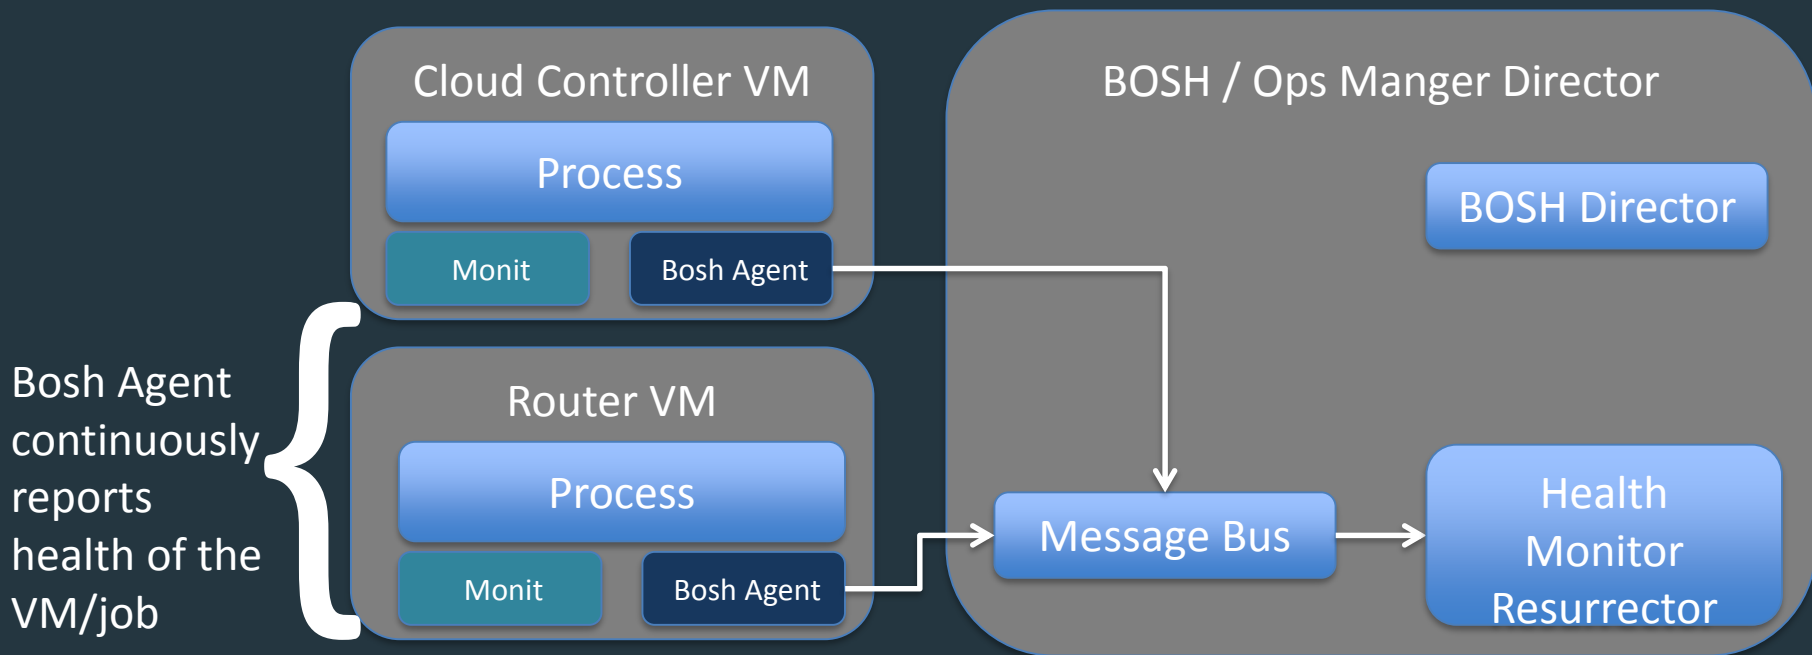 Cloud Controller VM
Process
Monit
Bosh Agent
Bosh Agent
continuously
reports
health of the
VM/job
Router VM
Process
Monit
Bosh Agent
BOSH / Ops Manger Director
BOSH Director
Message Bus
Health
Monitor
Resurrector